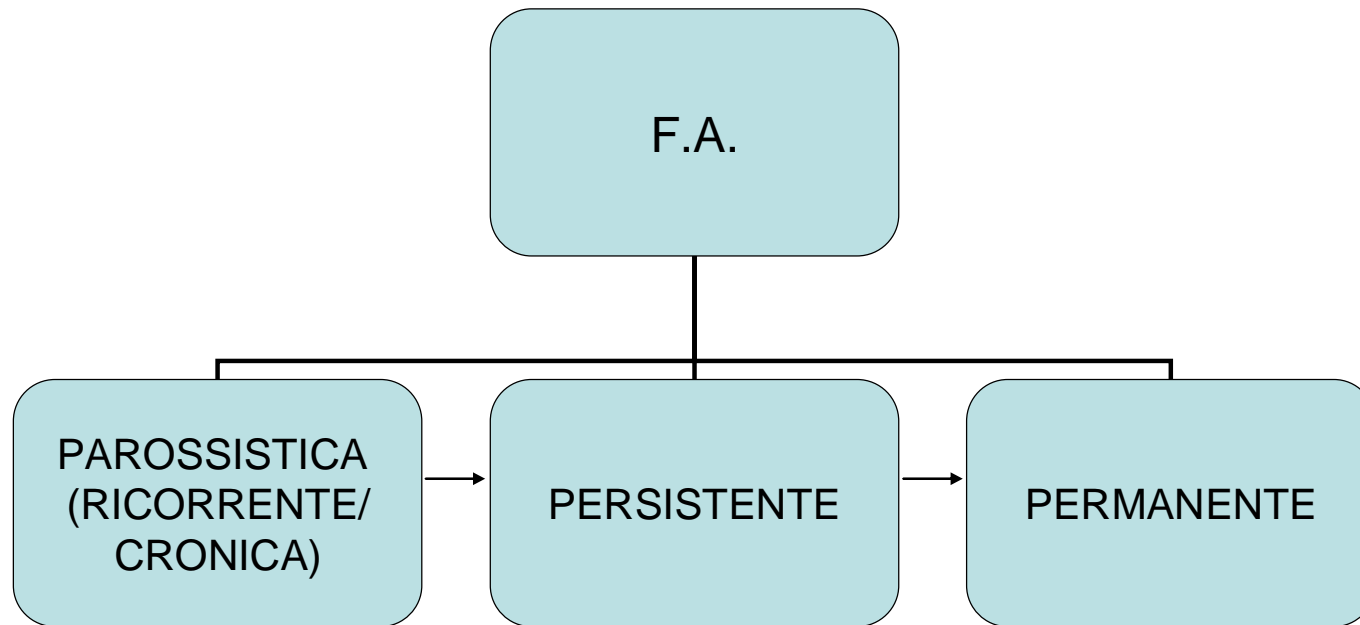 F.A.
PAROSSISTICA
(RICORRENTE/
CRONICA)
PERSISTENTE
PERMANENTE